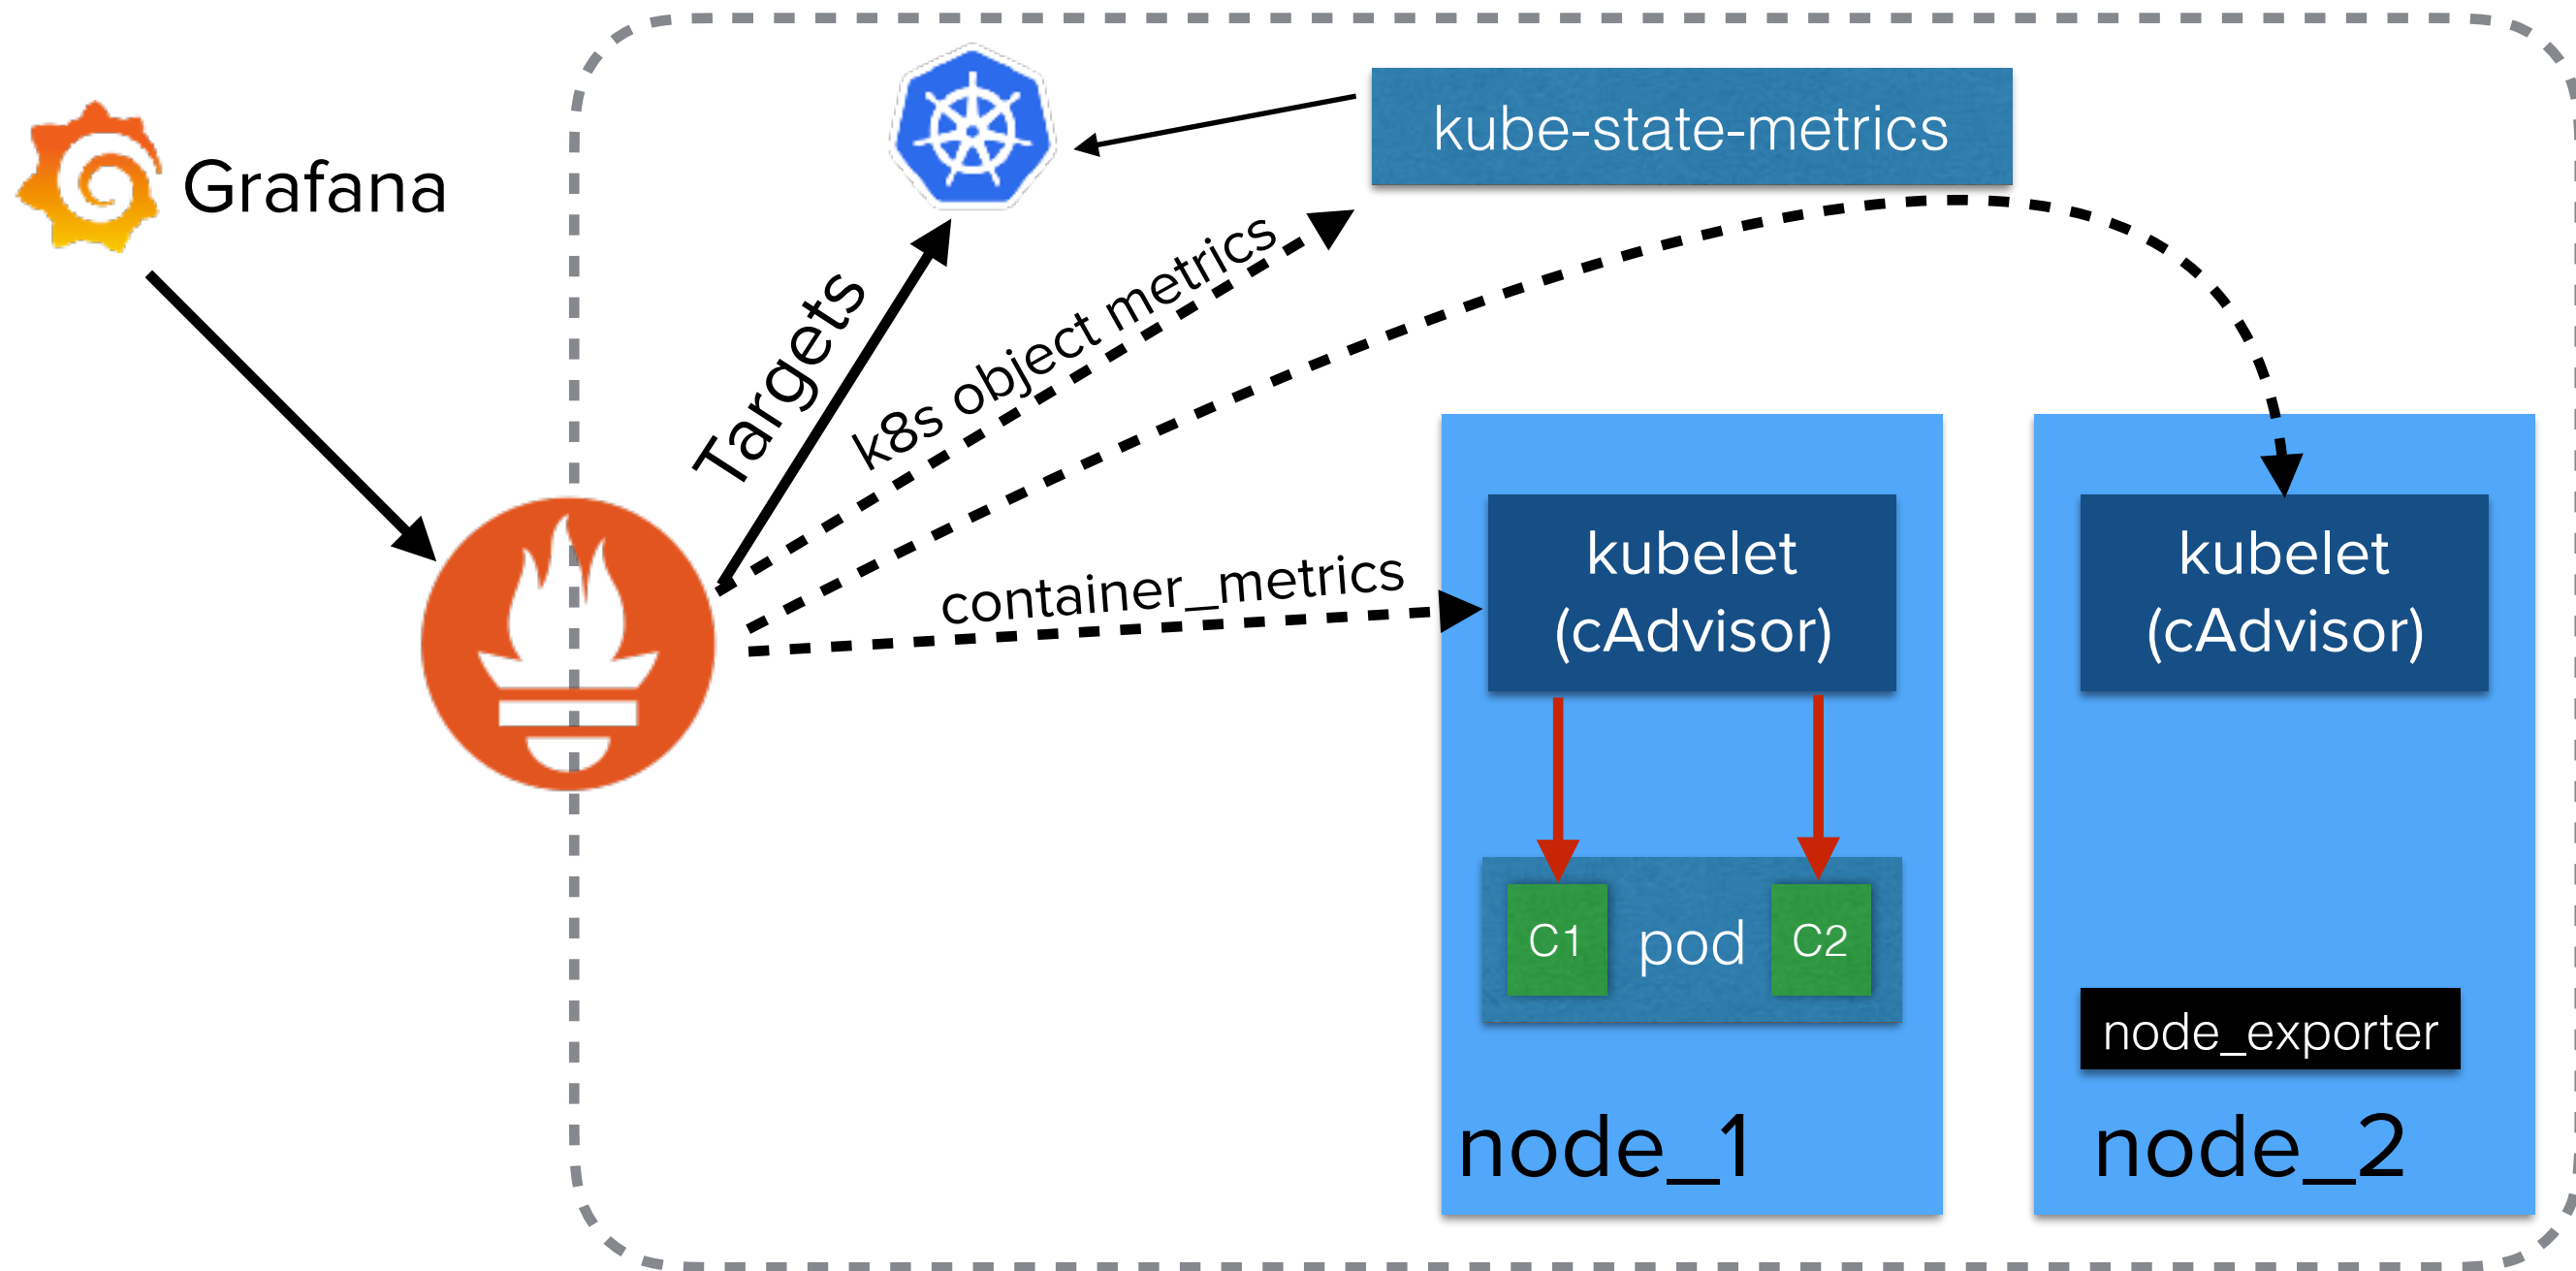 Grafana
kube-state-metrics
Targets
k8s object metrics
container_metrics
kubelet
(cAdvisor)
kubelet
(cAdvisor)
C1
pod
C2
node_exporter
node_1
node_2